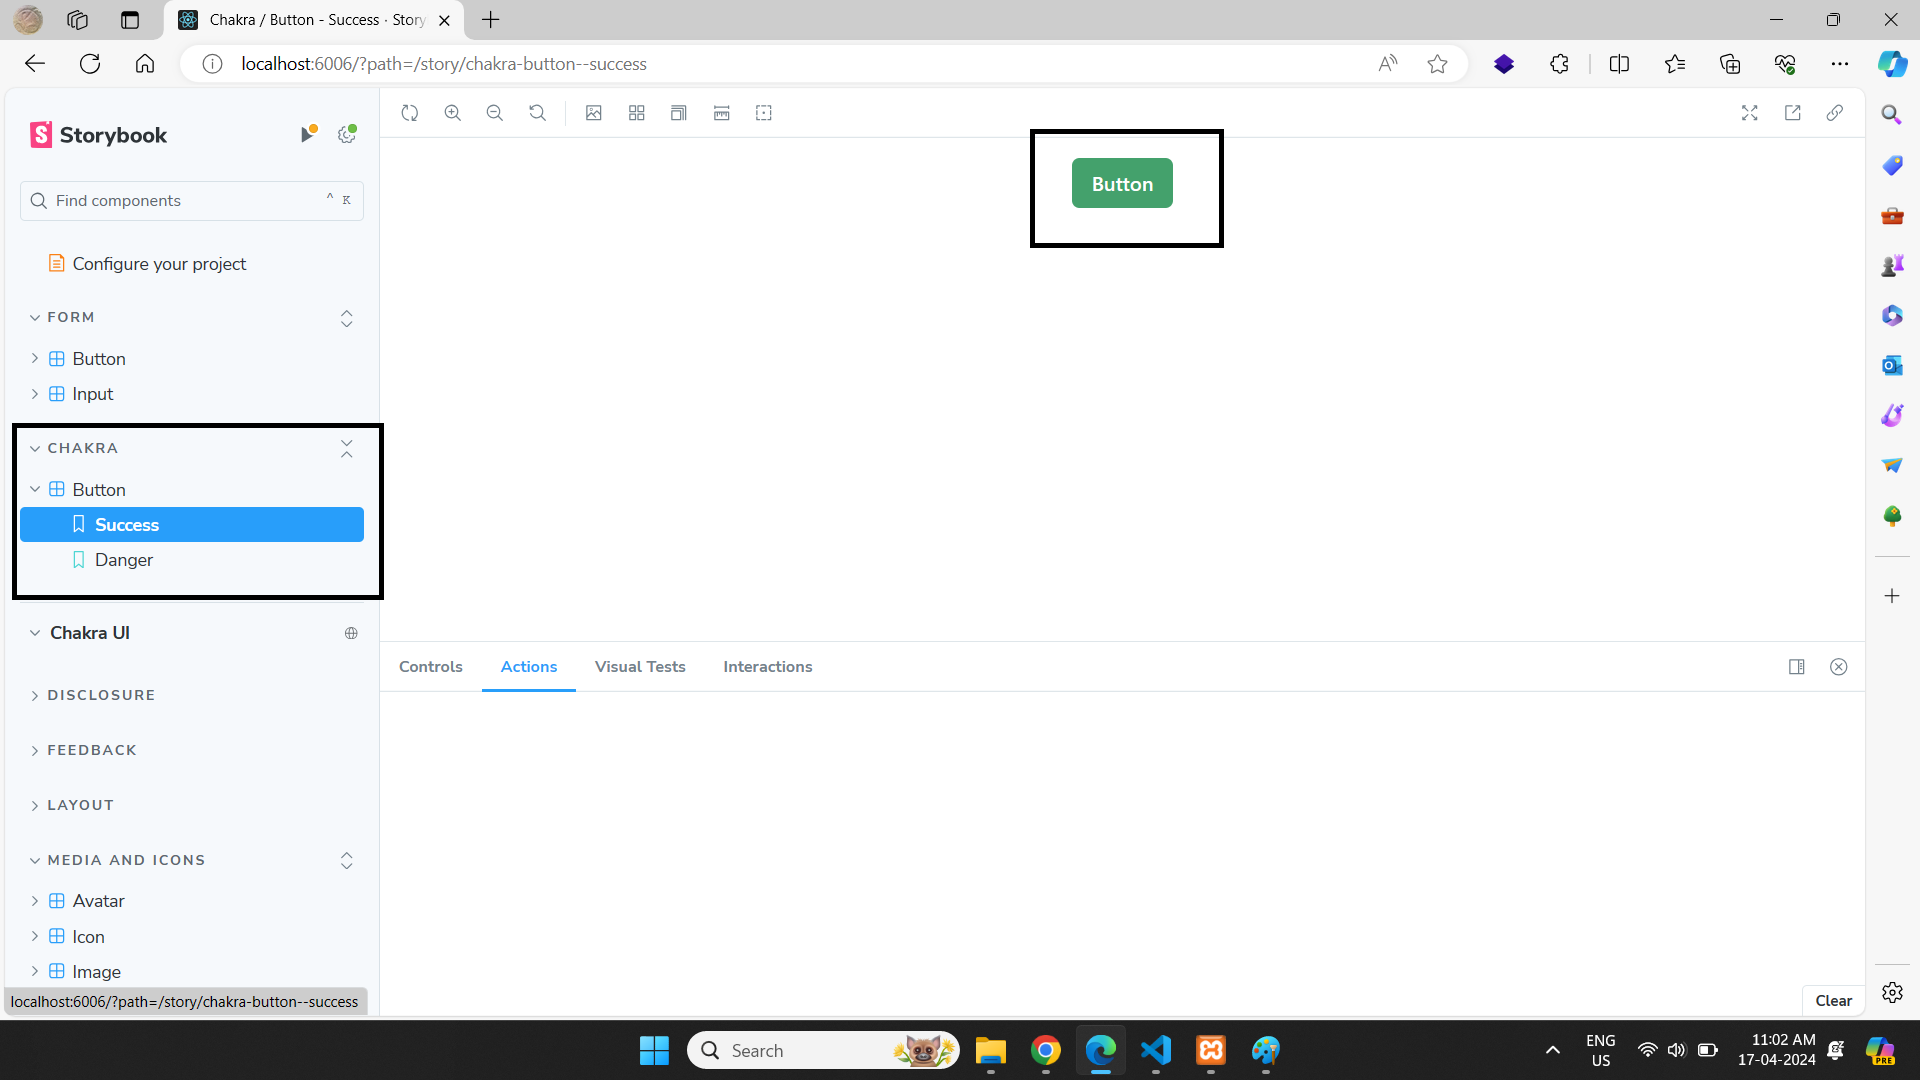 Chakra / Button - Success · Story
localhost:6006/?path=/story/chakra-button--success
Storybook
Find components
^ K
Configure your project
FORM
Button
Input
CHAKRA
Button
Success
Danger
Chakra UI
DISCLOSURE
FEEDBACK
LAYOUT
MEDIA AND ICONS
Avatar
Icon
Image
localhost:6006/?path=/story/chakra-button--success
Button
Controls
Actions
Visual Tests
Interactions
Clear
Search
ENG
US
11:02 AM
17-04-2024
PRE